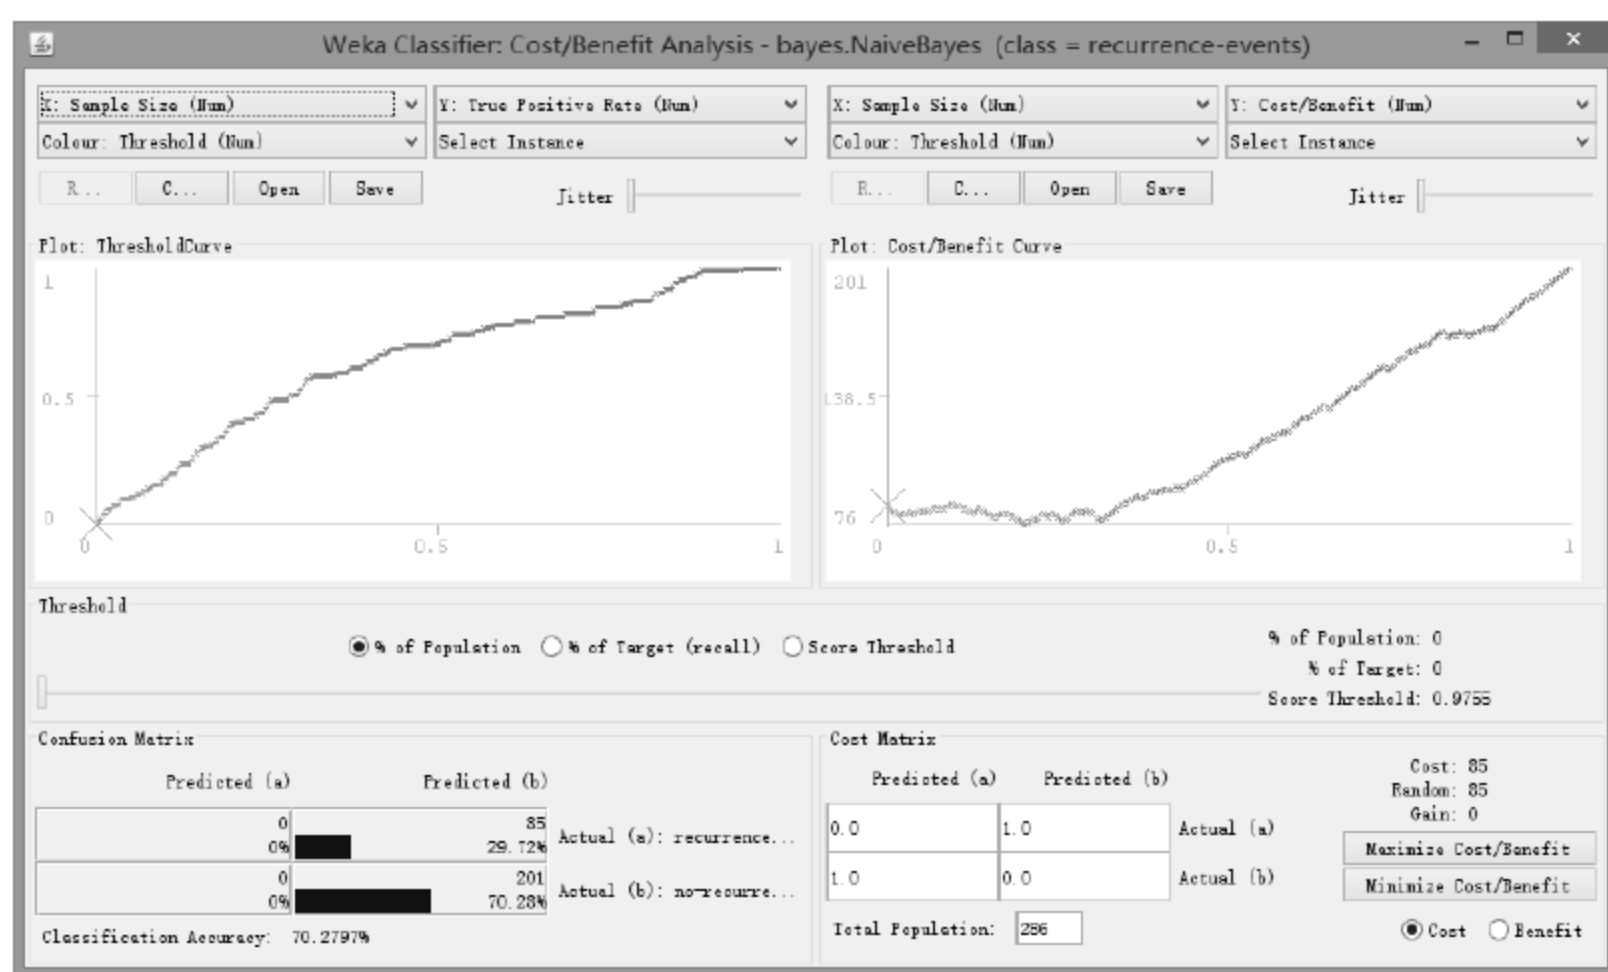 Weka Classifier: Cost/Benefit Analysis - bayes.NaiveBayes (class = recurrence-events)
X: Sample Size (Num)
Y: True Positive Rate (Num)
X: Sample Size (Num)
Y: Cost/Benefit (Num)
Colour: Threshold (Num)
Select Instance
Colour: Threshold (Num)
Select Instance
R...
C...
Open
Save
Jitter
R...
C...
Open
Save
Jitter
Plot: ThresholdCurve
1
0.5
0
0
0.5
1
Plot: Cost/Benefit Curve
201
138.5
76
0
0.5
1
Threshold
% of Population
% of Target (recall)
Score Threshold
% of Population: 0
% of Target: 0
Score Threshold: 0.9755
Confusion Matrix
Predicted (a) Predicted (b)
0 85
0% 29.72%
Actual (a): recurrence...
0 201
0% 70.28%
Actual (b): no-recurre...
Classification Accuracy: 70.2797%
Cost Matrix
Predicted (a) Predicted (b)
0.0 1.0 Actual (a)
1.0 0.0 Actual (b)
Total Population: 286
Cost: 85
Random: 85
Gain: 0
Maximize Cost/Benefit
Minimize Cost/Benefit
Cost
Benefit